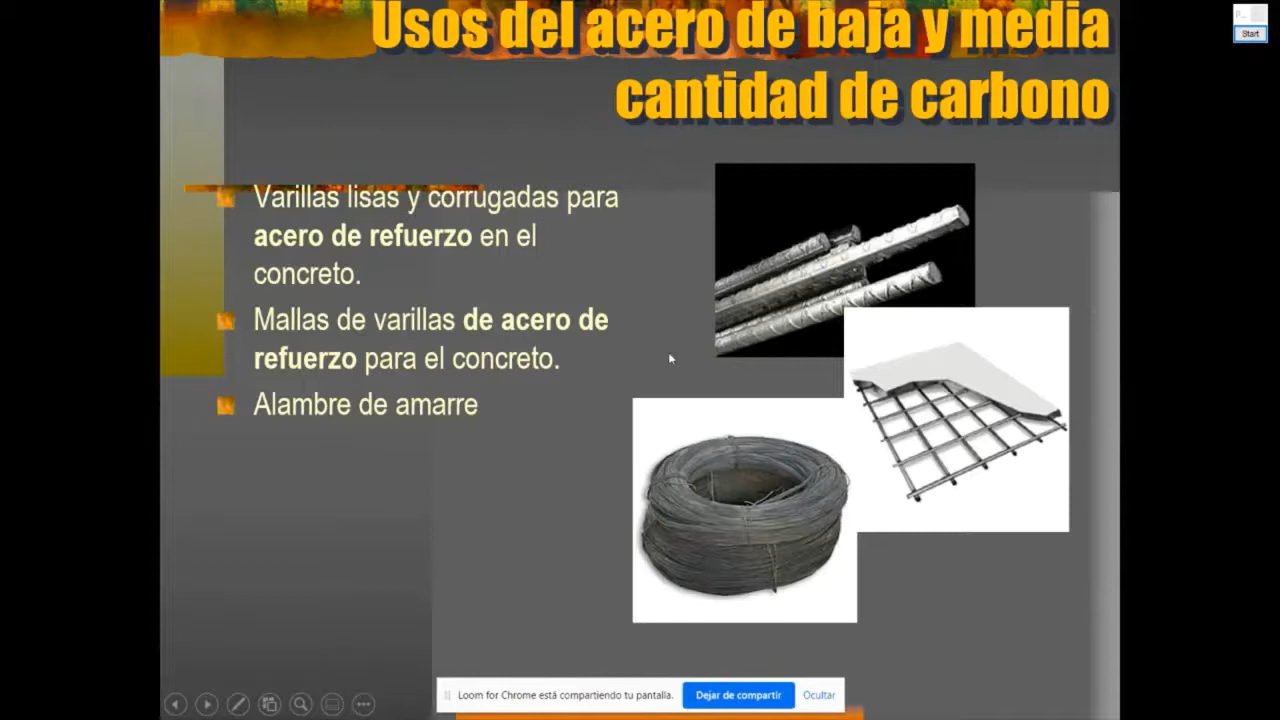 Usos del acero de baja y media
cantidad de carbono
Start
Varillas lisas y corrugadas para
acero de refuerzo en el
concreto.
Mallas de varillas de acero de
refuerzo para el concreto.
Alambre de amarre
Loom for Chrome está compartiendo tu pantalla. Dejar de compartir Ocultar